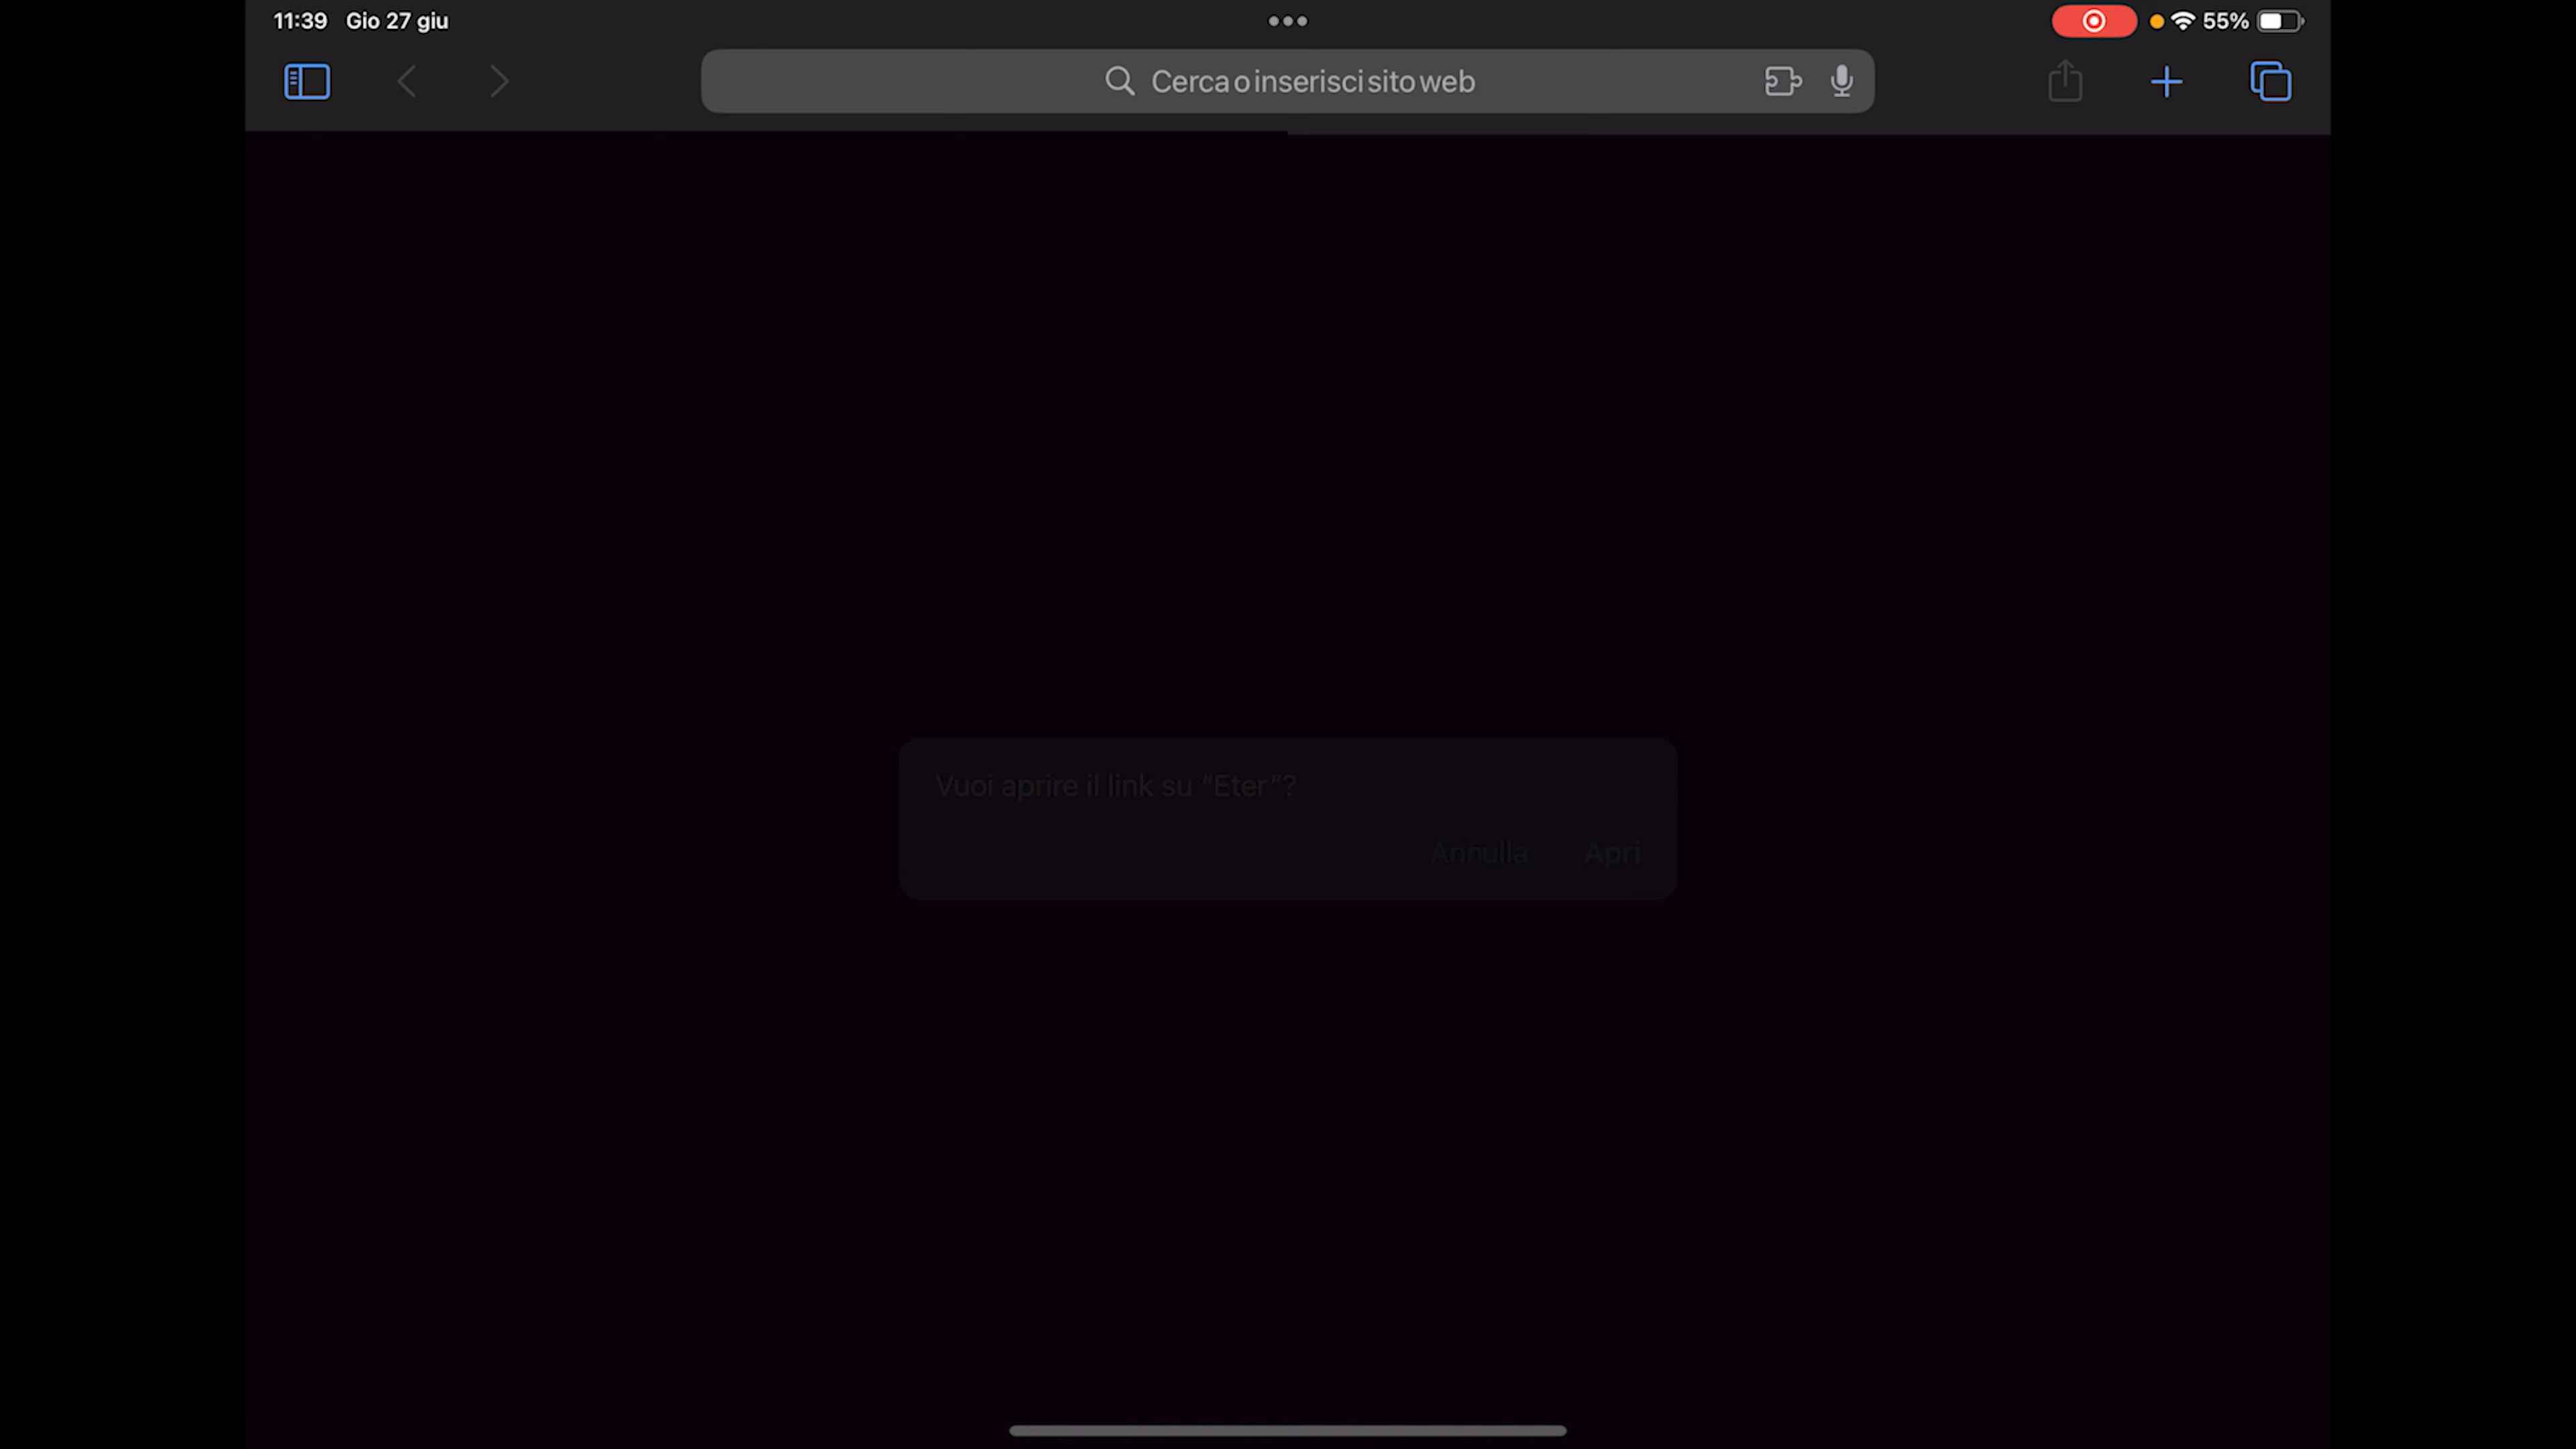 11:39 Gio 27 giu
55%
Cerca o inserisci sito web
Vuoi aprire il link su “Eter”?
Annulla Apri